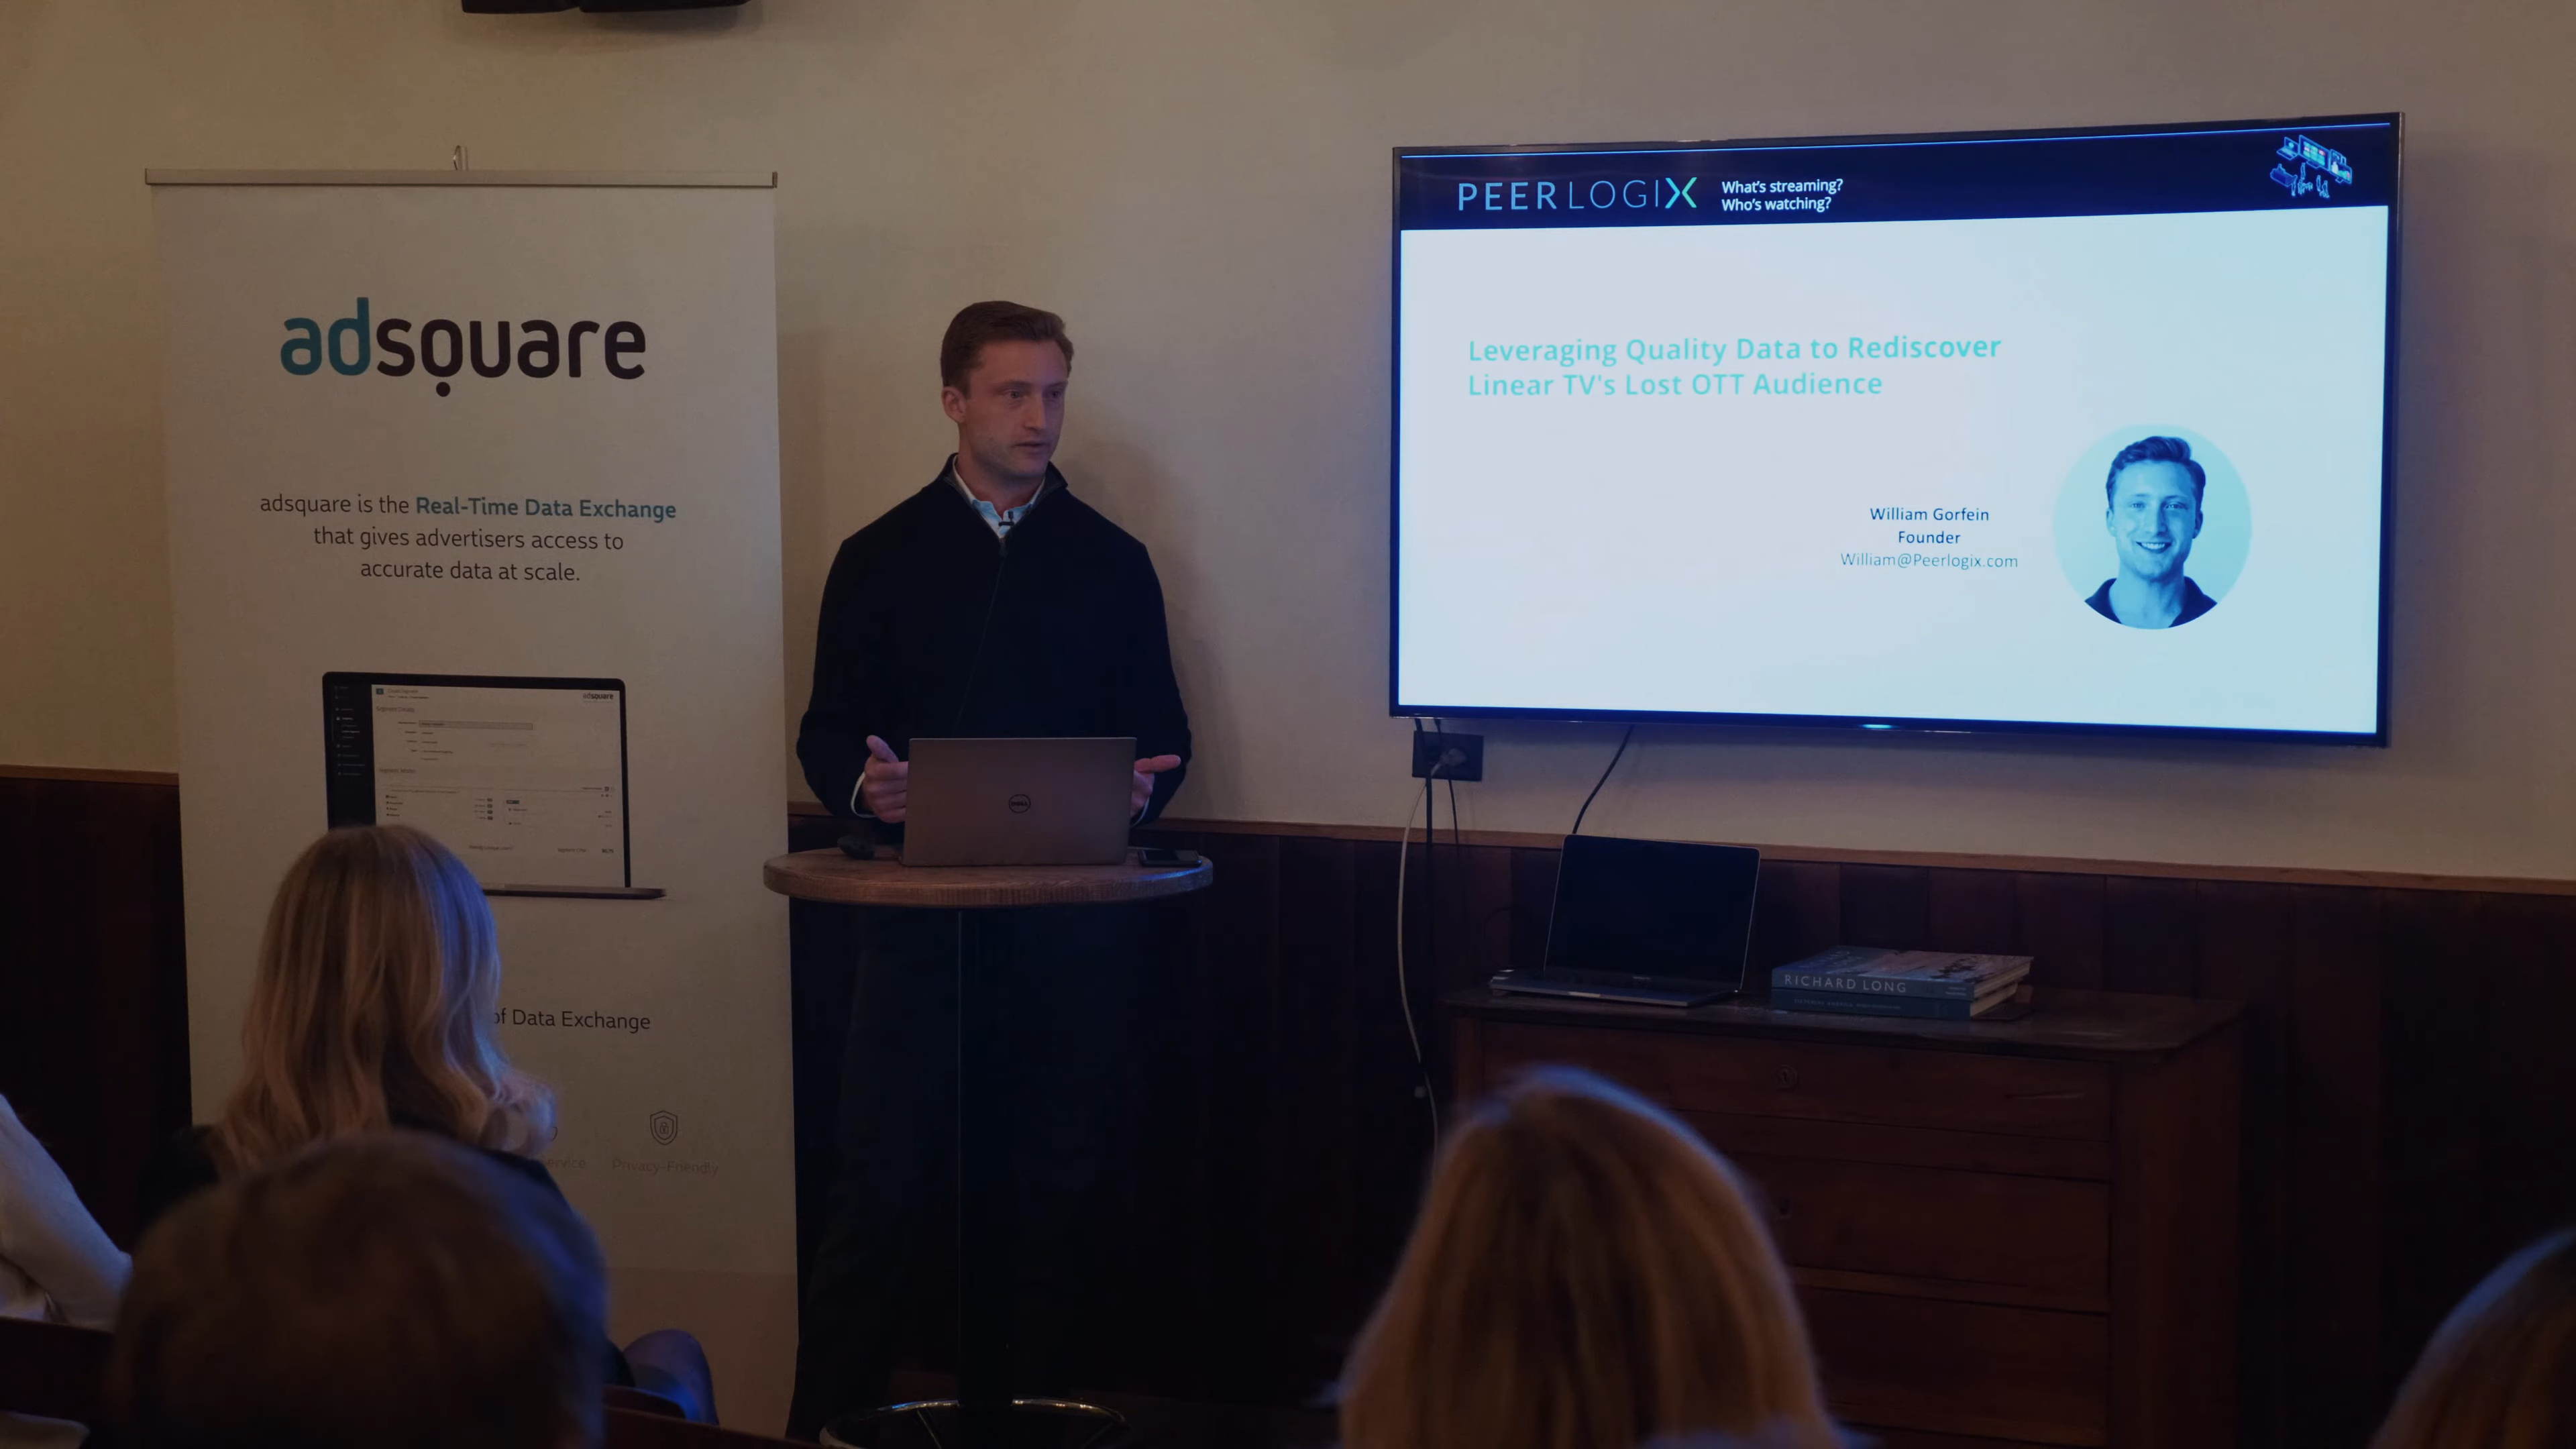 adsquare
adsquare is the Real-Time Data Exchange
that gives advertisers access to
accurate data at scale.
adsquare
of Data Exchange
Privacy-Friendly
DELL
PEERLOGIX
What's streaming?
Who's watching?
Leveraging Quality Data to Rediscover
Linear TV's Lost OTT Audience
William Gorfein
Founder
William@Peerlogix.com
RICHARD LONG